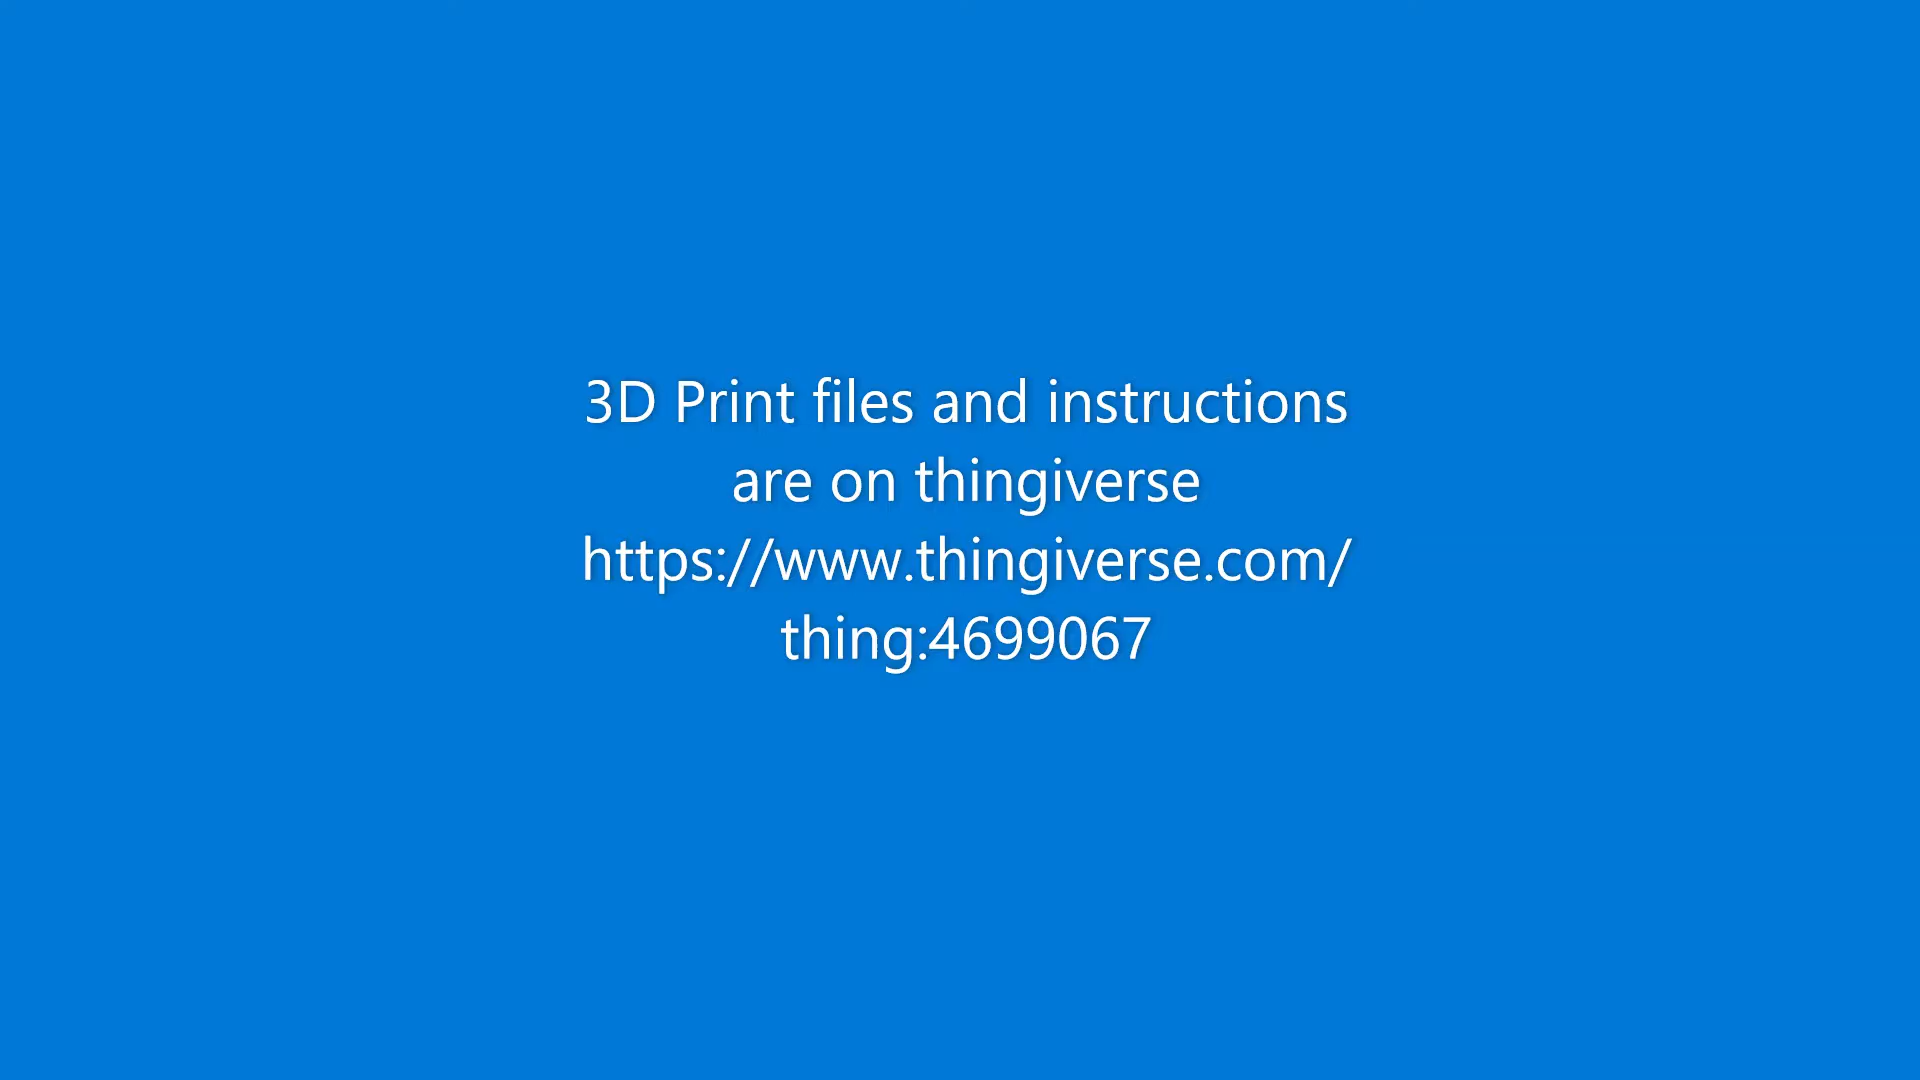 3D Print files and instructions
are on thingiverse
https://www.thingiverse.com/
thing:4699067